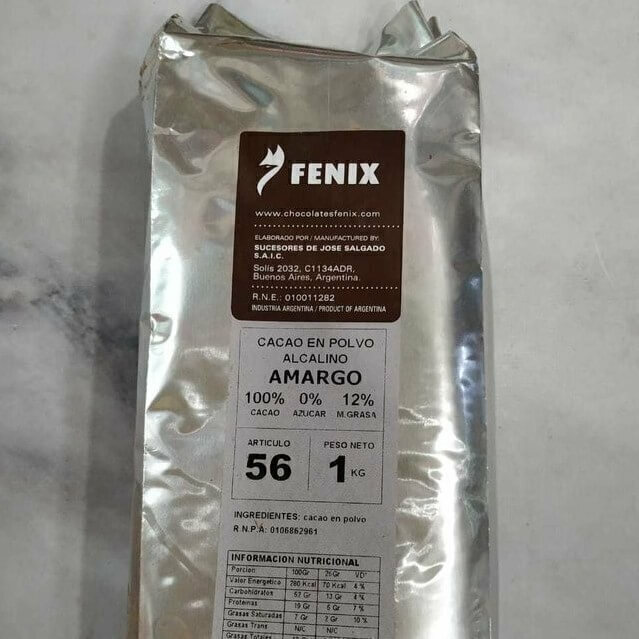 FENIX
www.chocolatesfenix.com
ELABORADO POR / MANUFACTURED BY:
SUCESORES DE JOSE SALGADO
S.A.I.C.
Solís 2032, C1134ADR,
Buenos Aires, Argentina.
R.N.E.: 010011282
INDUSTRIA ARGENTINA / PRODUCT OF ARGENTINA
CACAO EN POLVO
ALCALINO
AMARGO
100% 0% 12%
CACAO AZUCAR M.GRASA
ARTICULO PESO NETO
56 1 KG
INGREDIENTES: cacao en polvo
R N.P.A: 0106862961
INFORMACION NUTRICIONAL
Porcion: 100Gr VD*
Valor Energetico 280 Kcal 70 Kcal 4 %
Carbohidratos 52 Gr 13 Gr 4 %
Proteinas 19 Gr 5 Gr 7 %
Grasas Saturadas 7 Gr 2 Gr 10 %
Grasas Trans N/C N/C
Grasas Totales